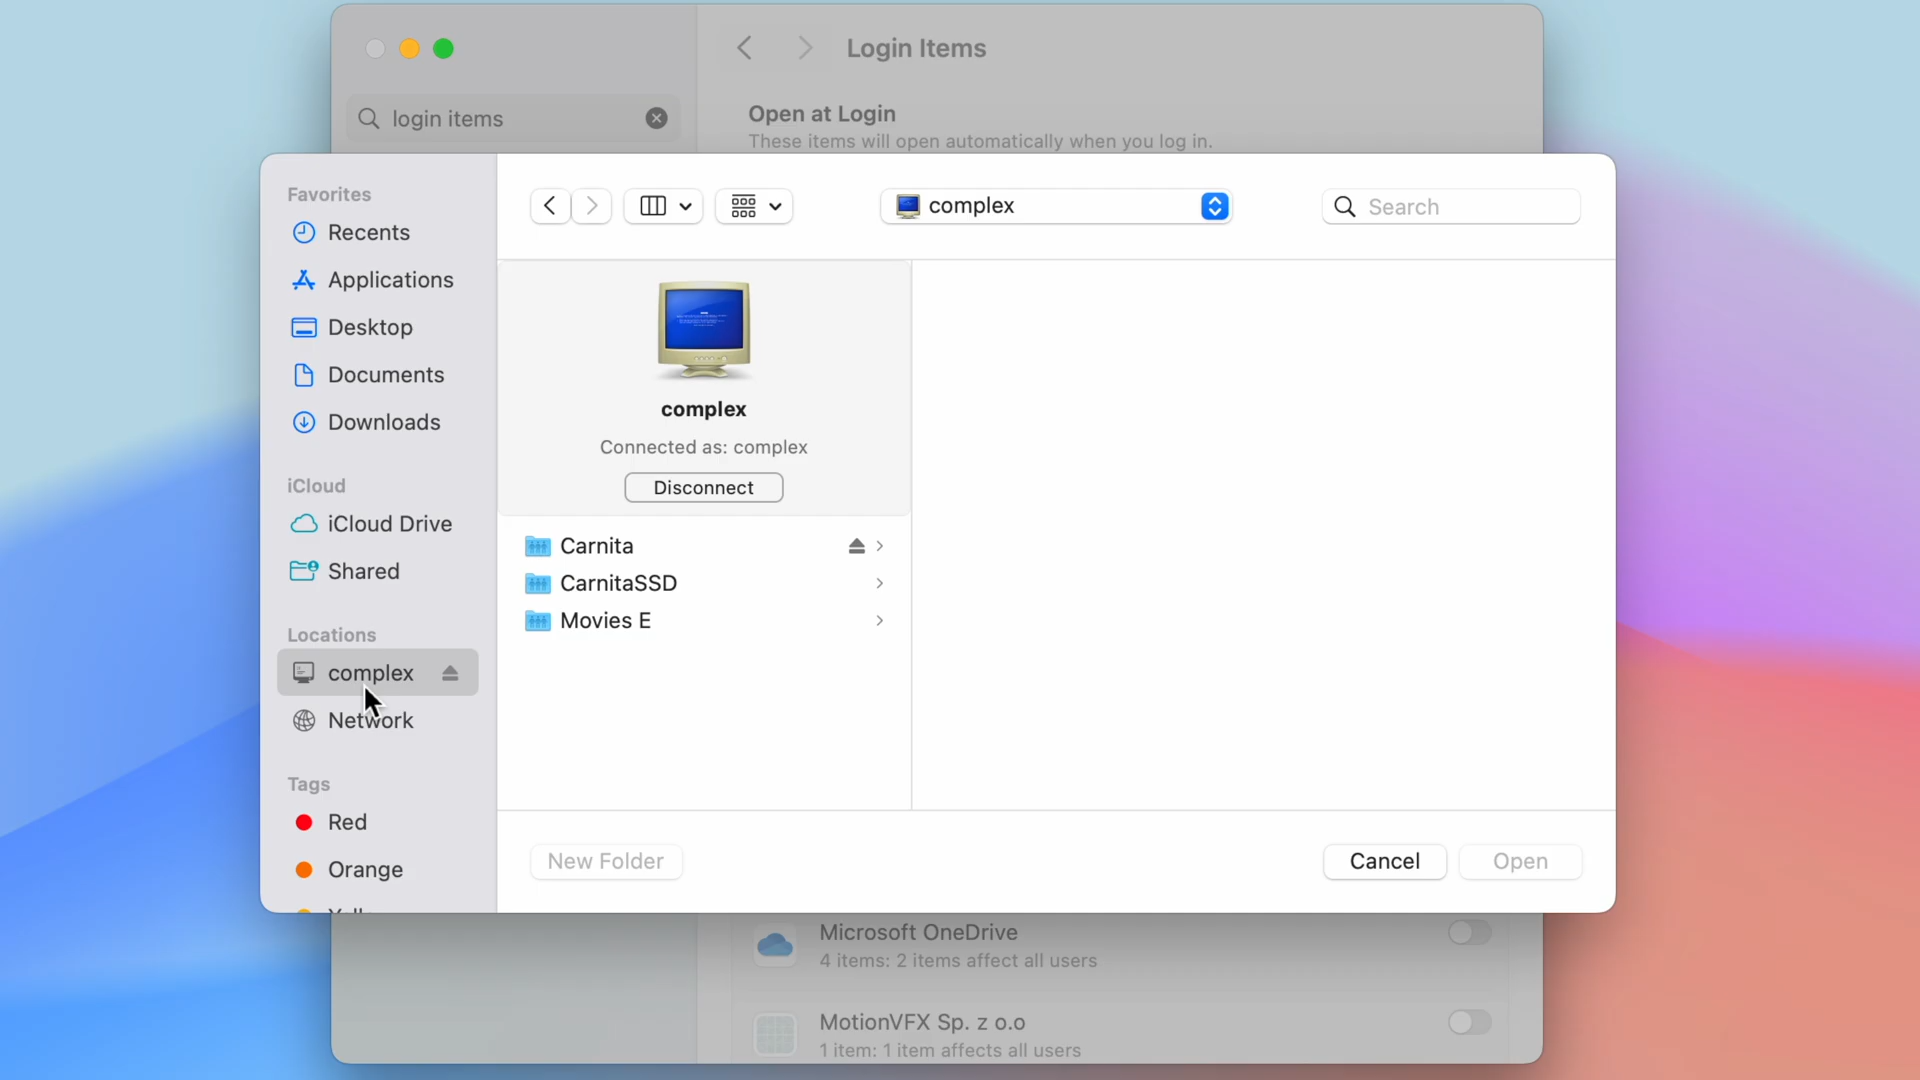 login items
Login Items
Open at Login
These items will open automatically when you log in.
Favorites
Recents
Applications
Desktop
Documents
Downloads
iCloud
iCloud Drive
Shared
Locations
complex
Network
Tags
Red
Orange
complex
Search
complex
Connected as: complex
Disconnect
Carnita
CarnitaSSD
Movies E
New Folder
Cancel
Open
Microsoft OneDrive
4 items: 2 items affect all users
MotionVFX Sp. z o.o
1 item: 1 item affects all users